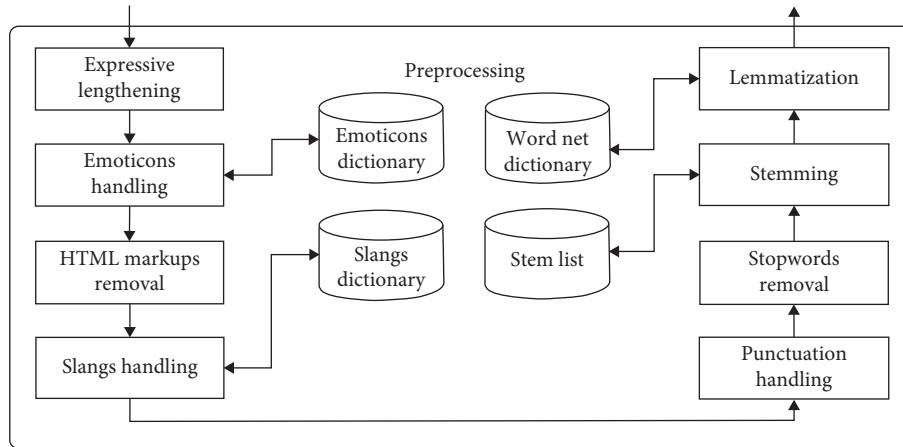 Preprocessing
Expressive
lengthening
Emoticons
handling
HTML markups
removal
Slangs handling
Emoticons
dictionary
Slangs
dictionary
Word net
dictionary
Stem list
Lemmatization
Stemming
Stopwords
removal
Punctuation
handling